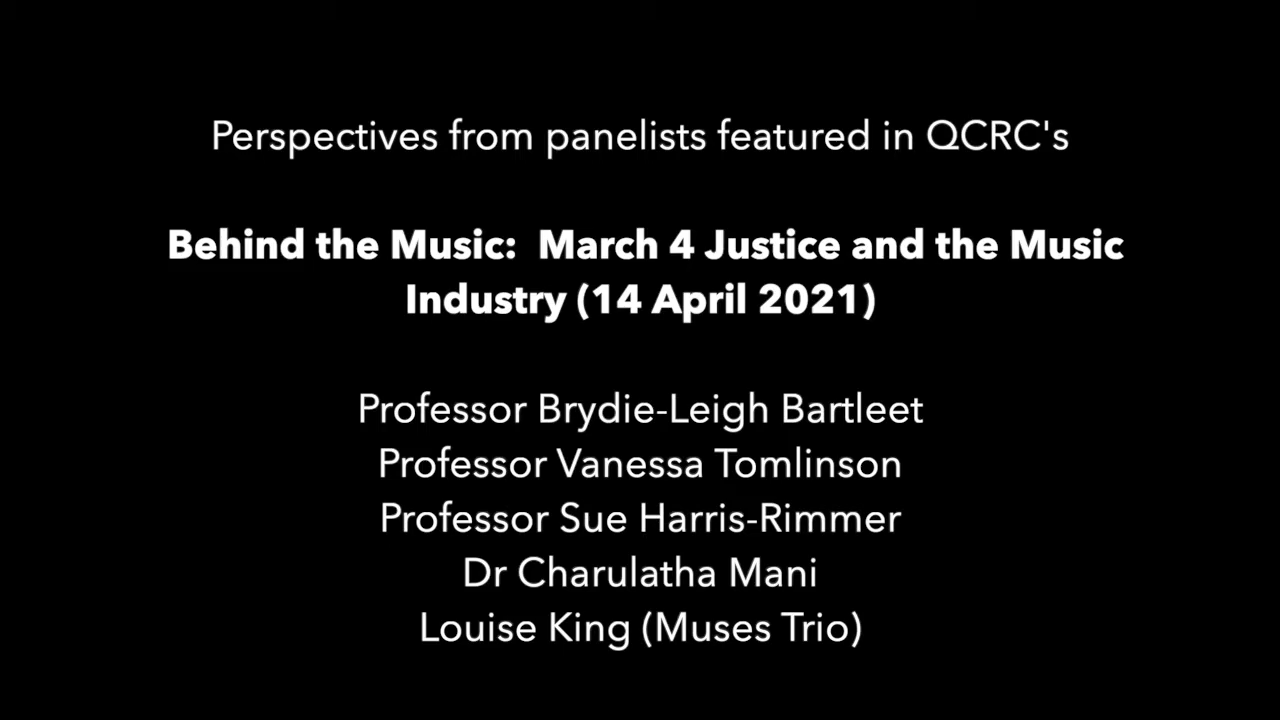 Perspectives from panelists featured in QCRC's
Behind the Music:  March 4 Justice and the Music
Industry (14 April 2021)
Professor Brydie-Leigh Bartleet
Professor Vanessa Tomlinson
Professor Sue Harris-Rimmer
Dr Charulatha Mani
Louise King (Muses Trio)